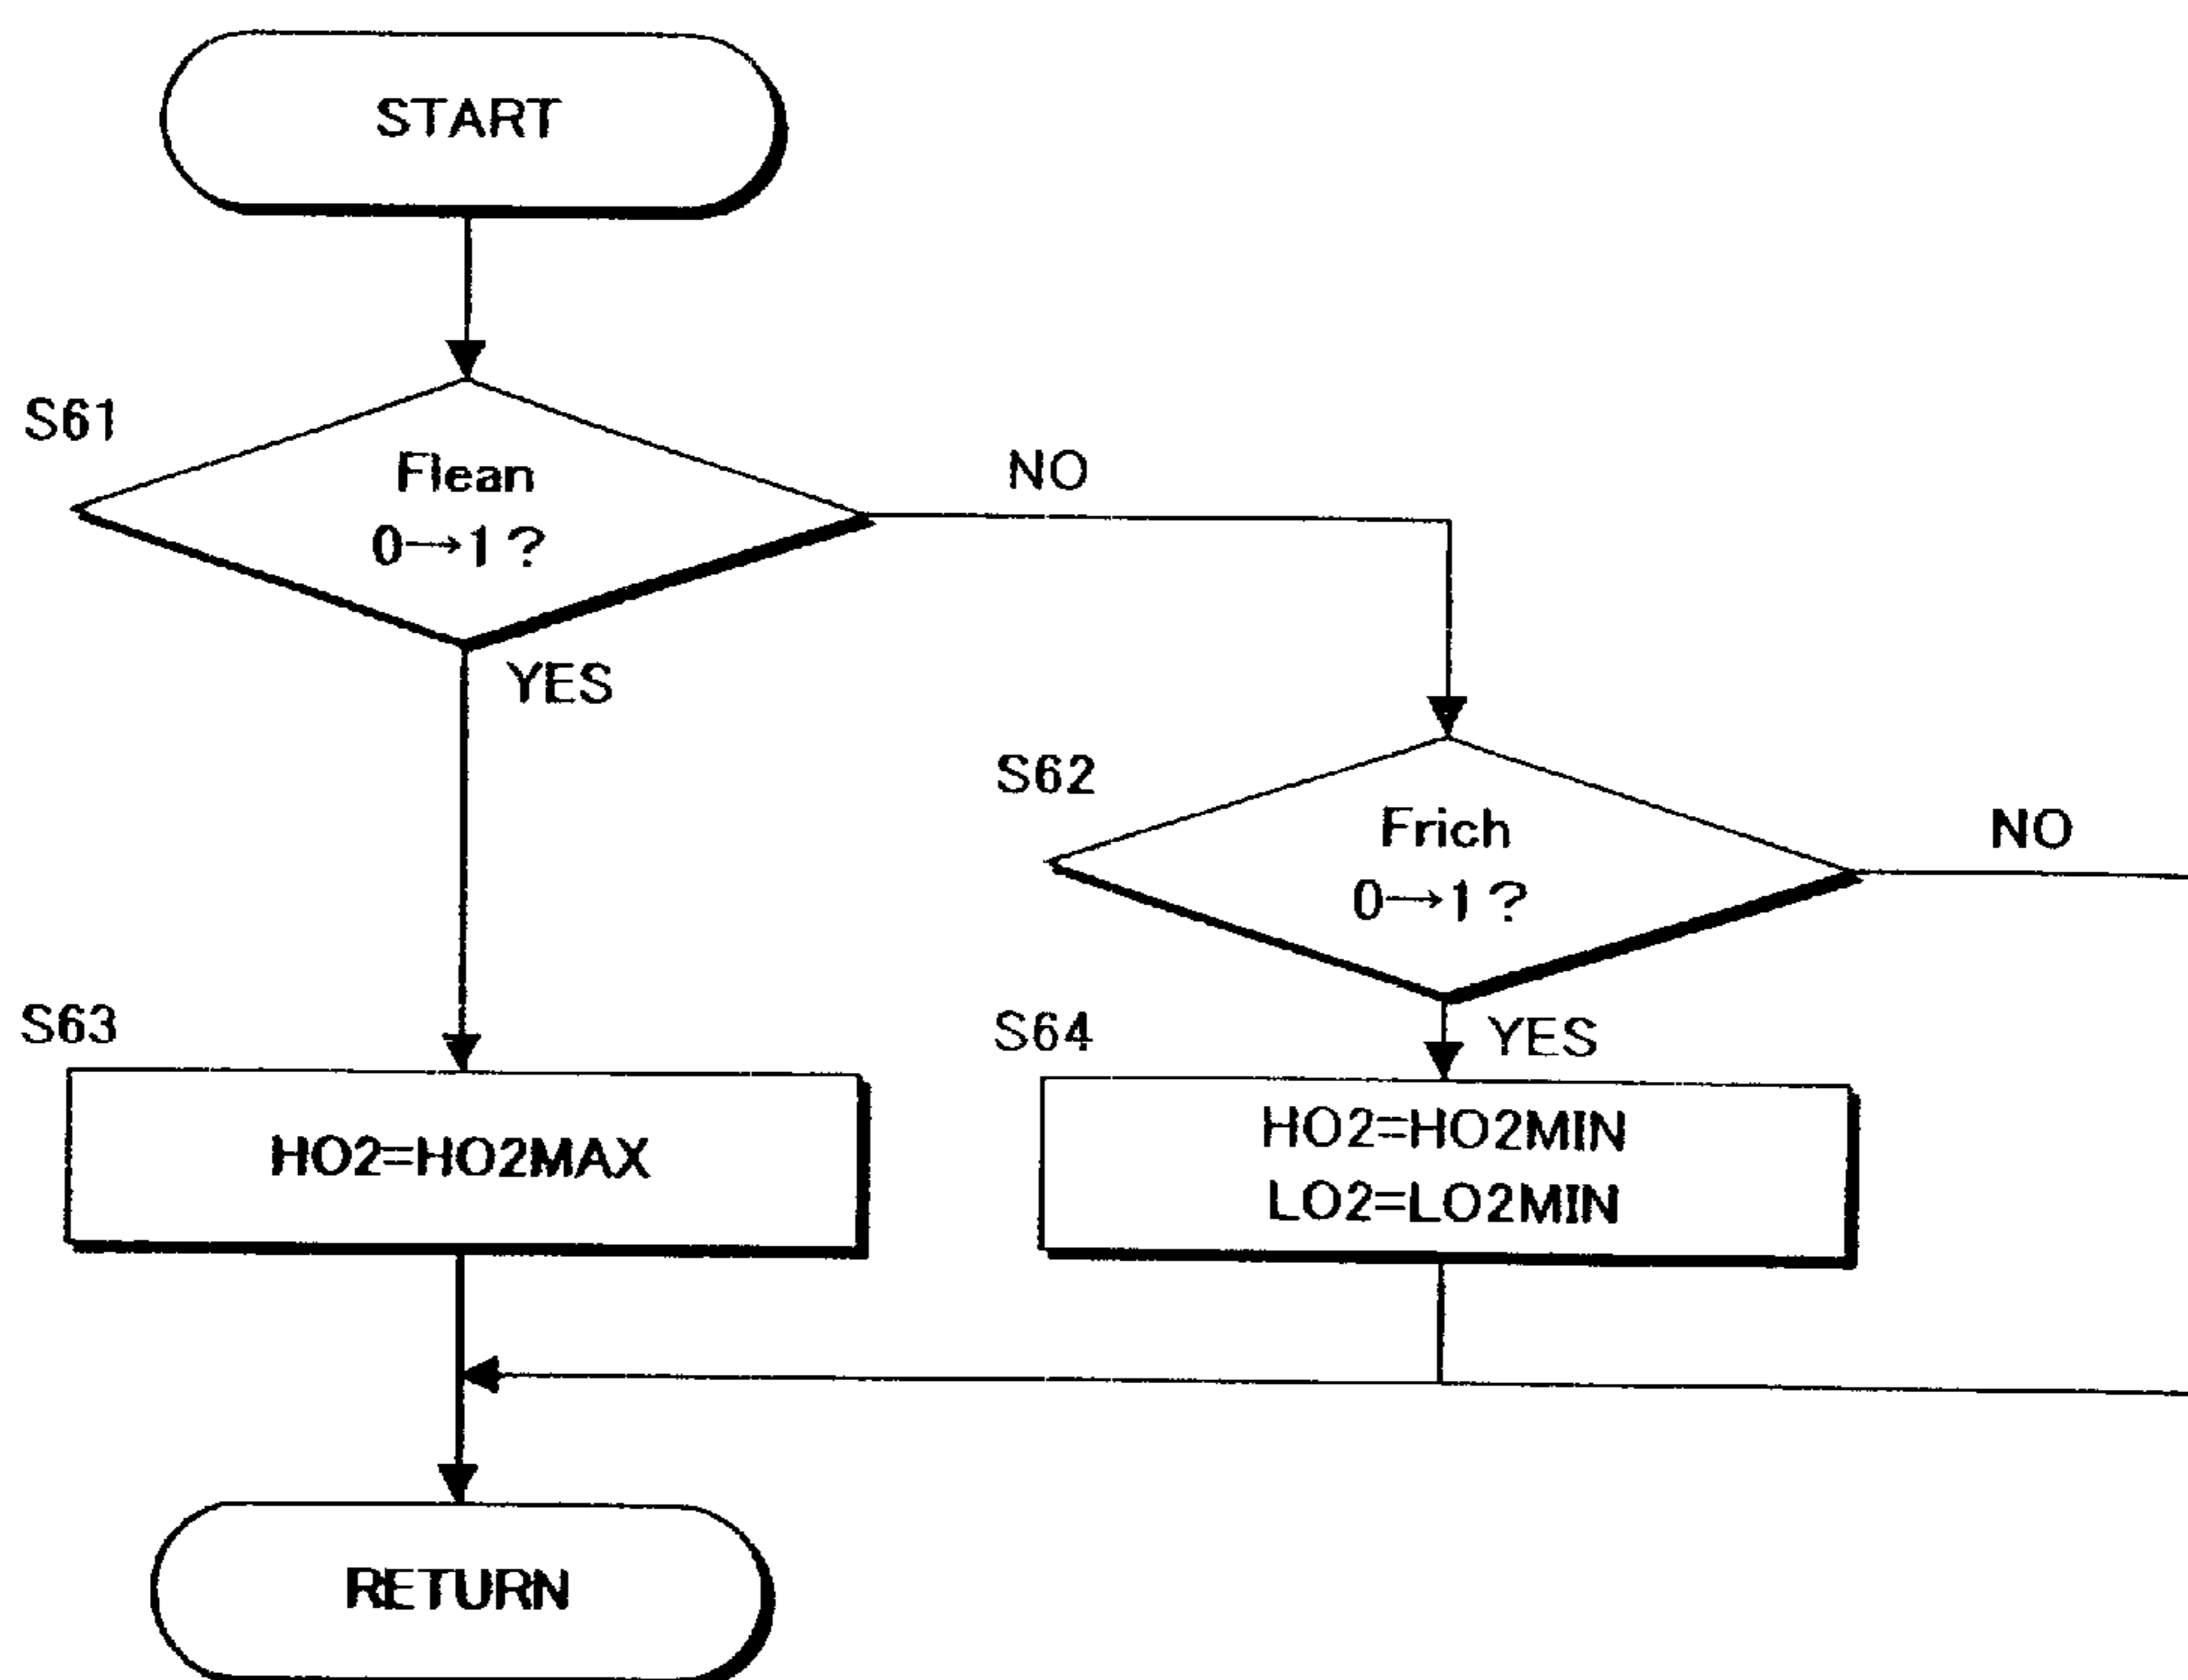 START
S61
Flean
0→1?
NO
YES
S62
Frich
0→1?
NO
YES
S63
HO2=HO2MAX
S64
HO2=HO2MIN
LO2=LO2MIN
RETURN